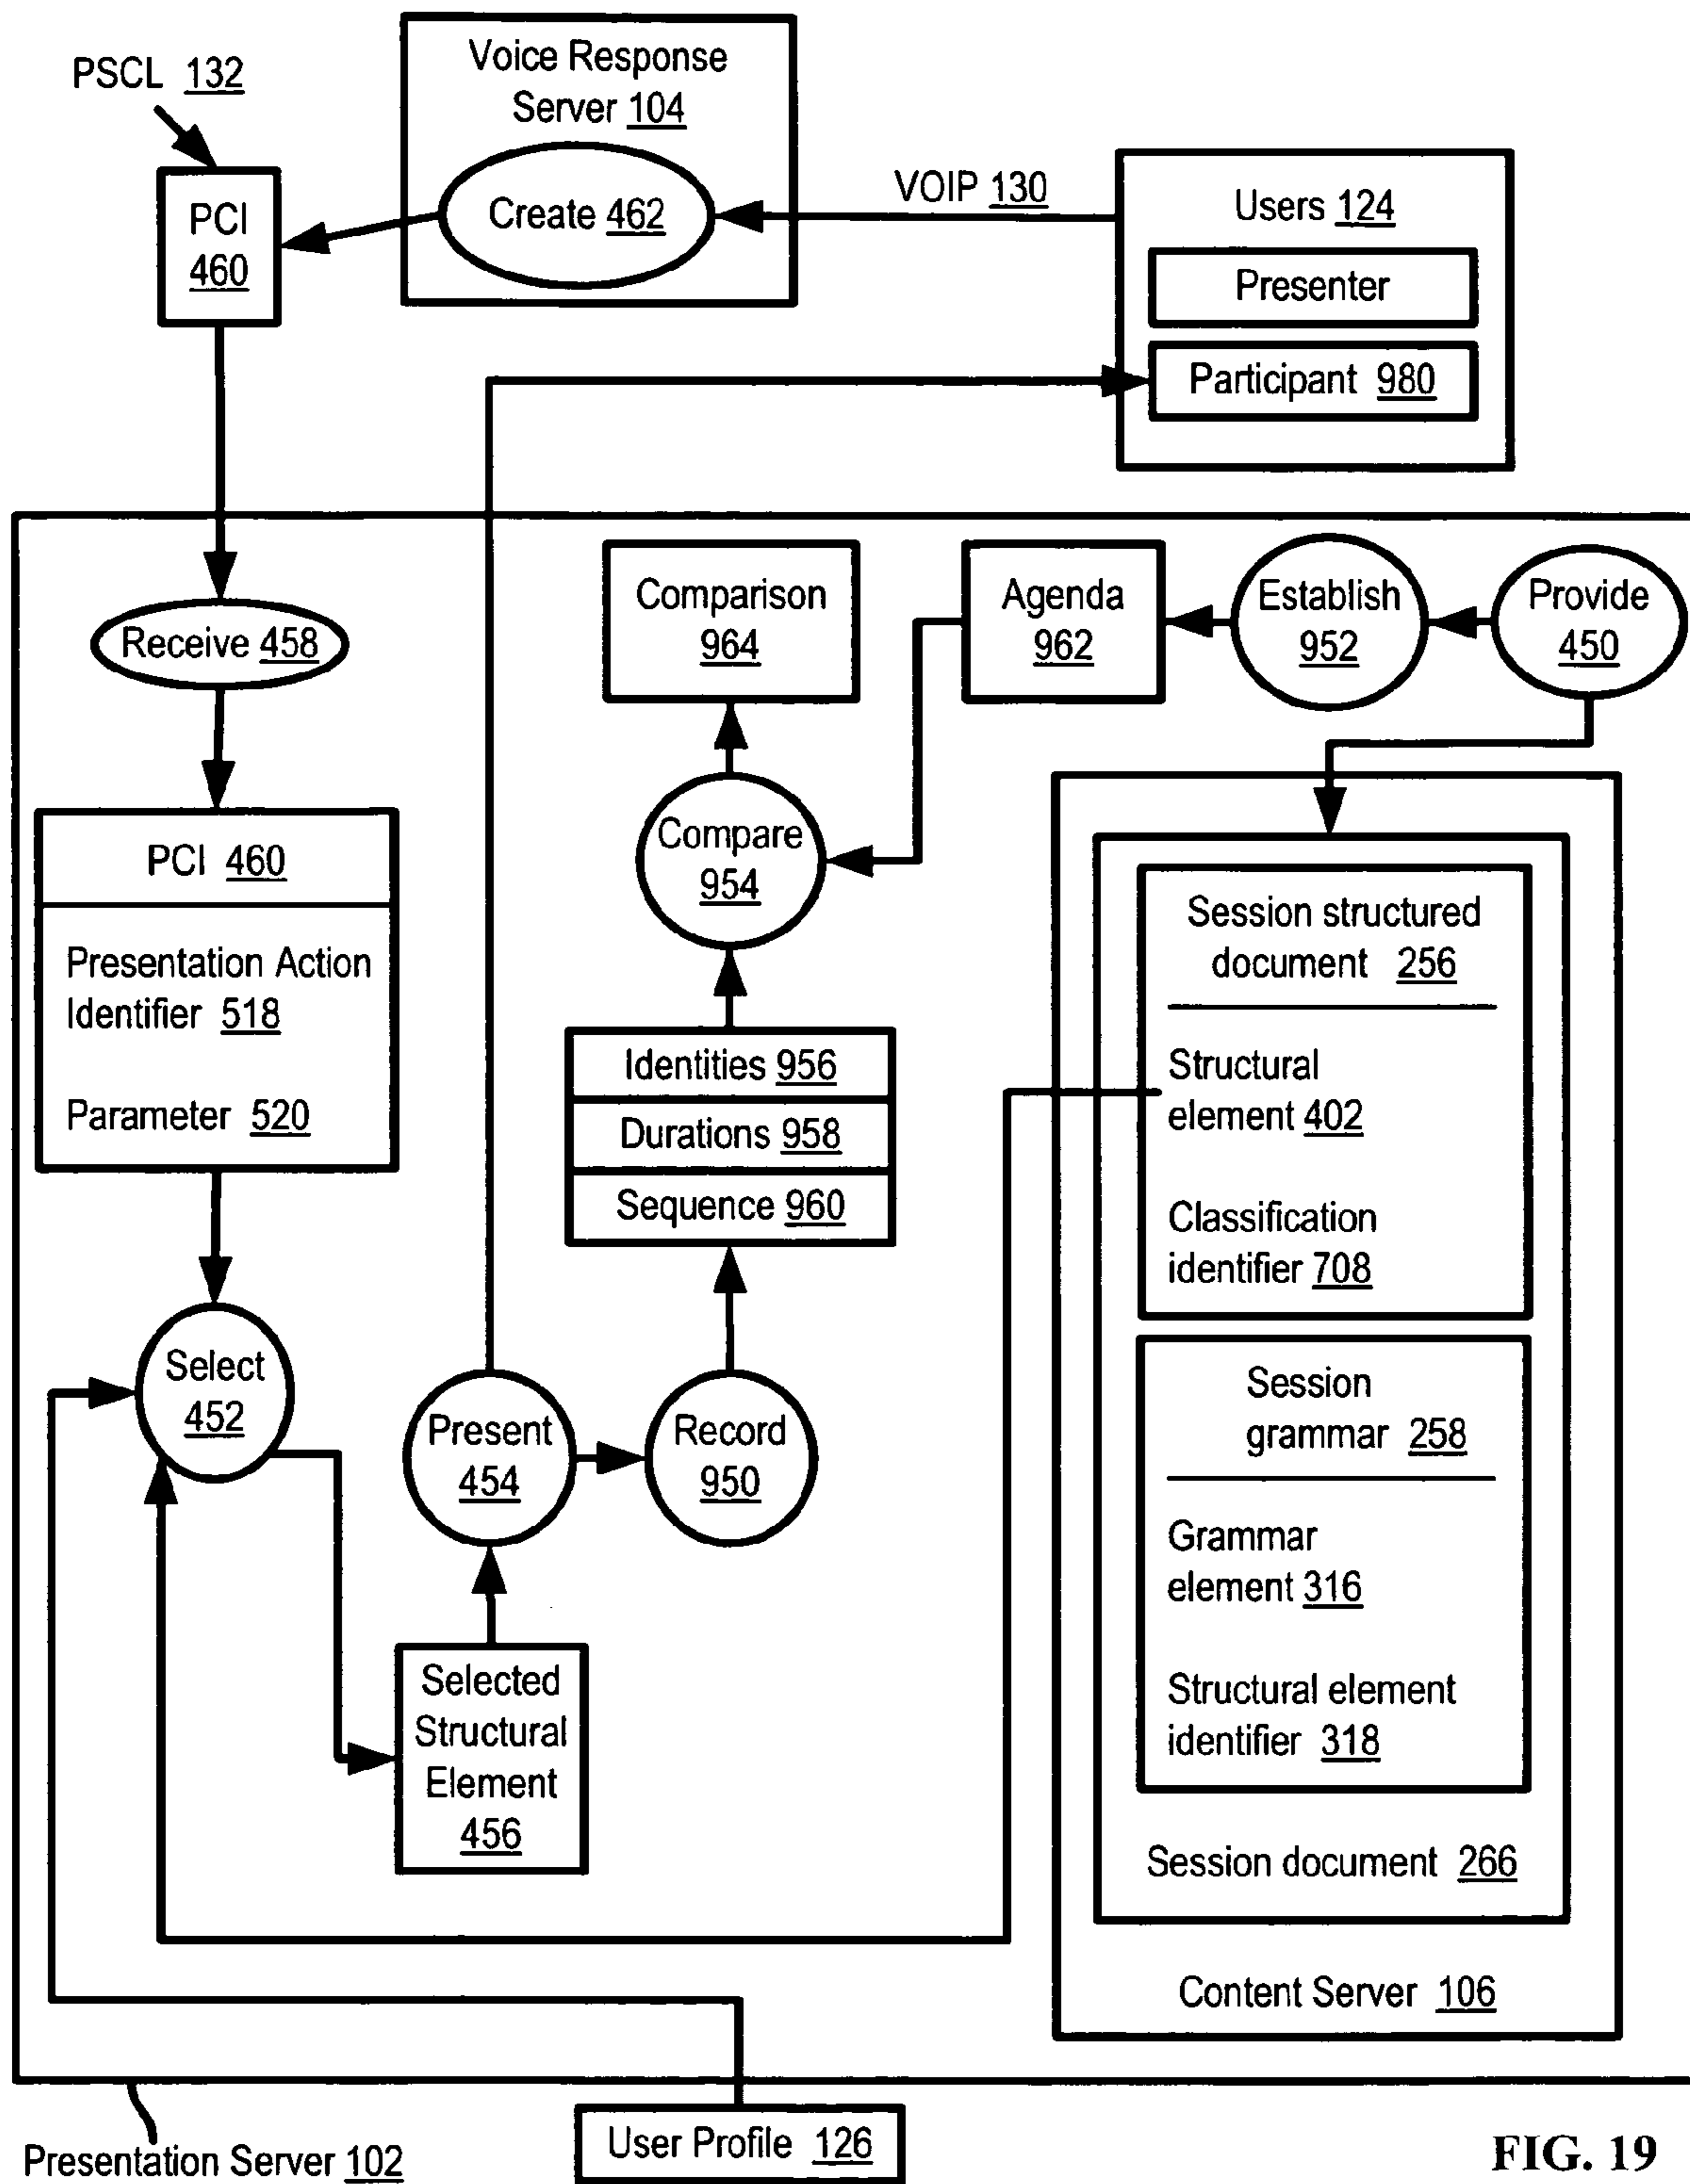 PSCL 132
Voice Response
Server 104
Create 462
VOIP 130
Users 124
Presenter
Participant 980
PCI
460
Receive 458
Comparison
964
Agenda
962
Establish
952
Provide
450
PCI 460
Presentation Action
Identifier 518
Parameter 520
Compare
954
Identities 956
Durations 958
Sequence 960
Session structured
document 256
Structural
element 402
Classification
identifier 708
Session
grammar 258
Grammar
element 316
Structural element
identifier 318
Session document 266
Content Server 106
Select
452
Present
454
Record
950
Selected
Structural
Element
456
Presentation Server 102
User Profile 126
FIG. 19